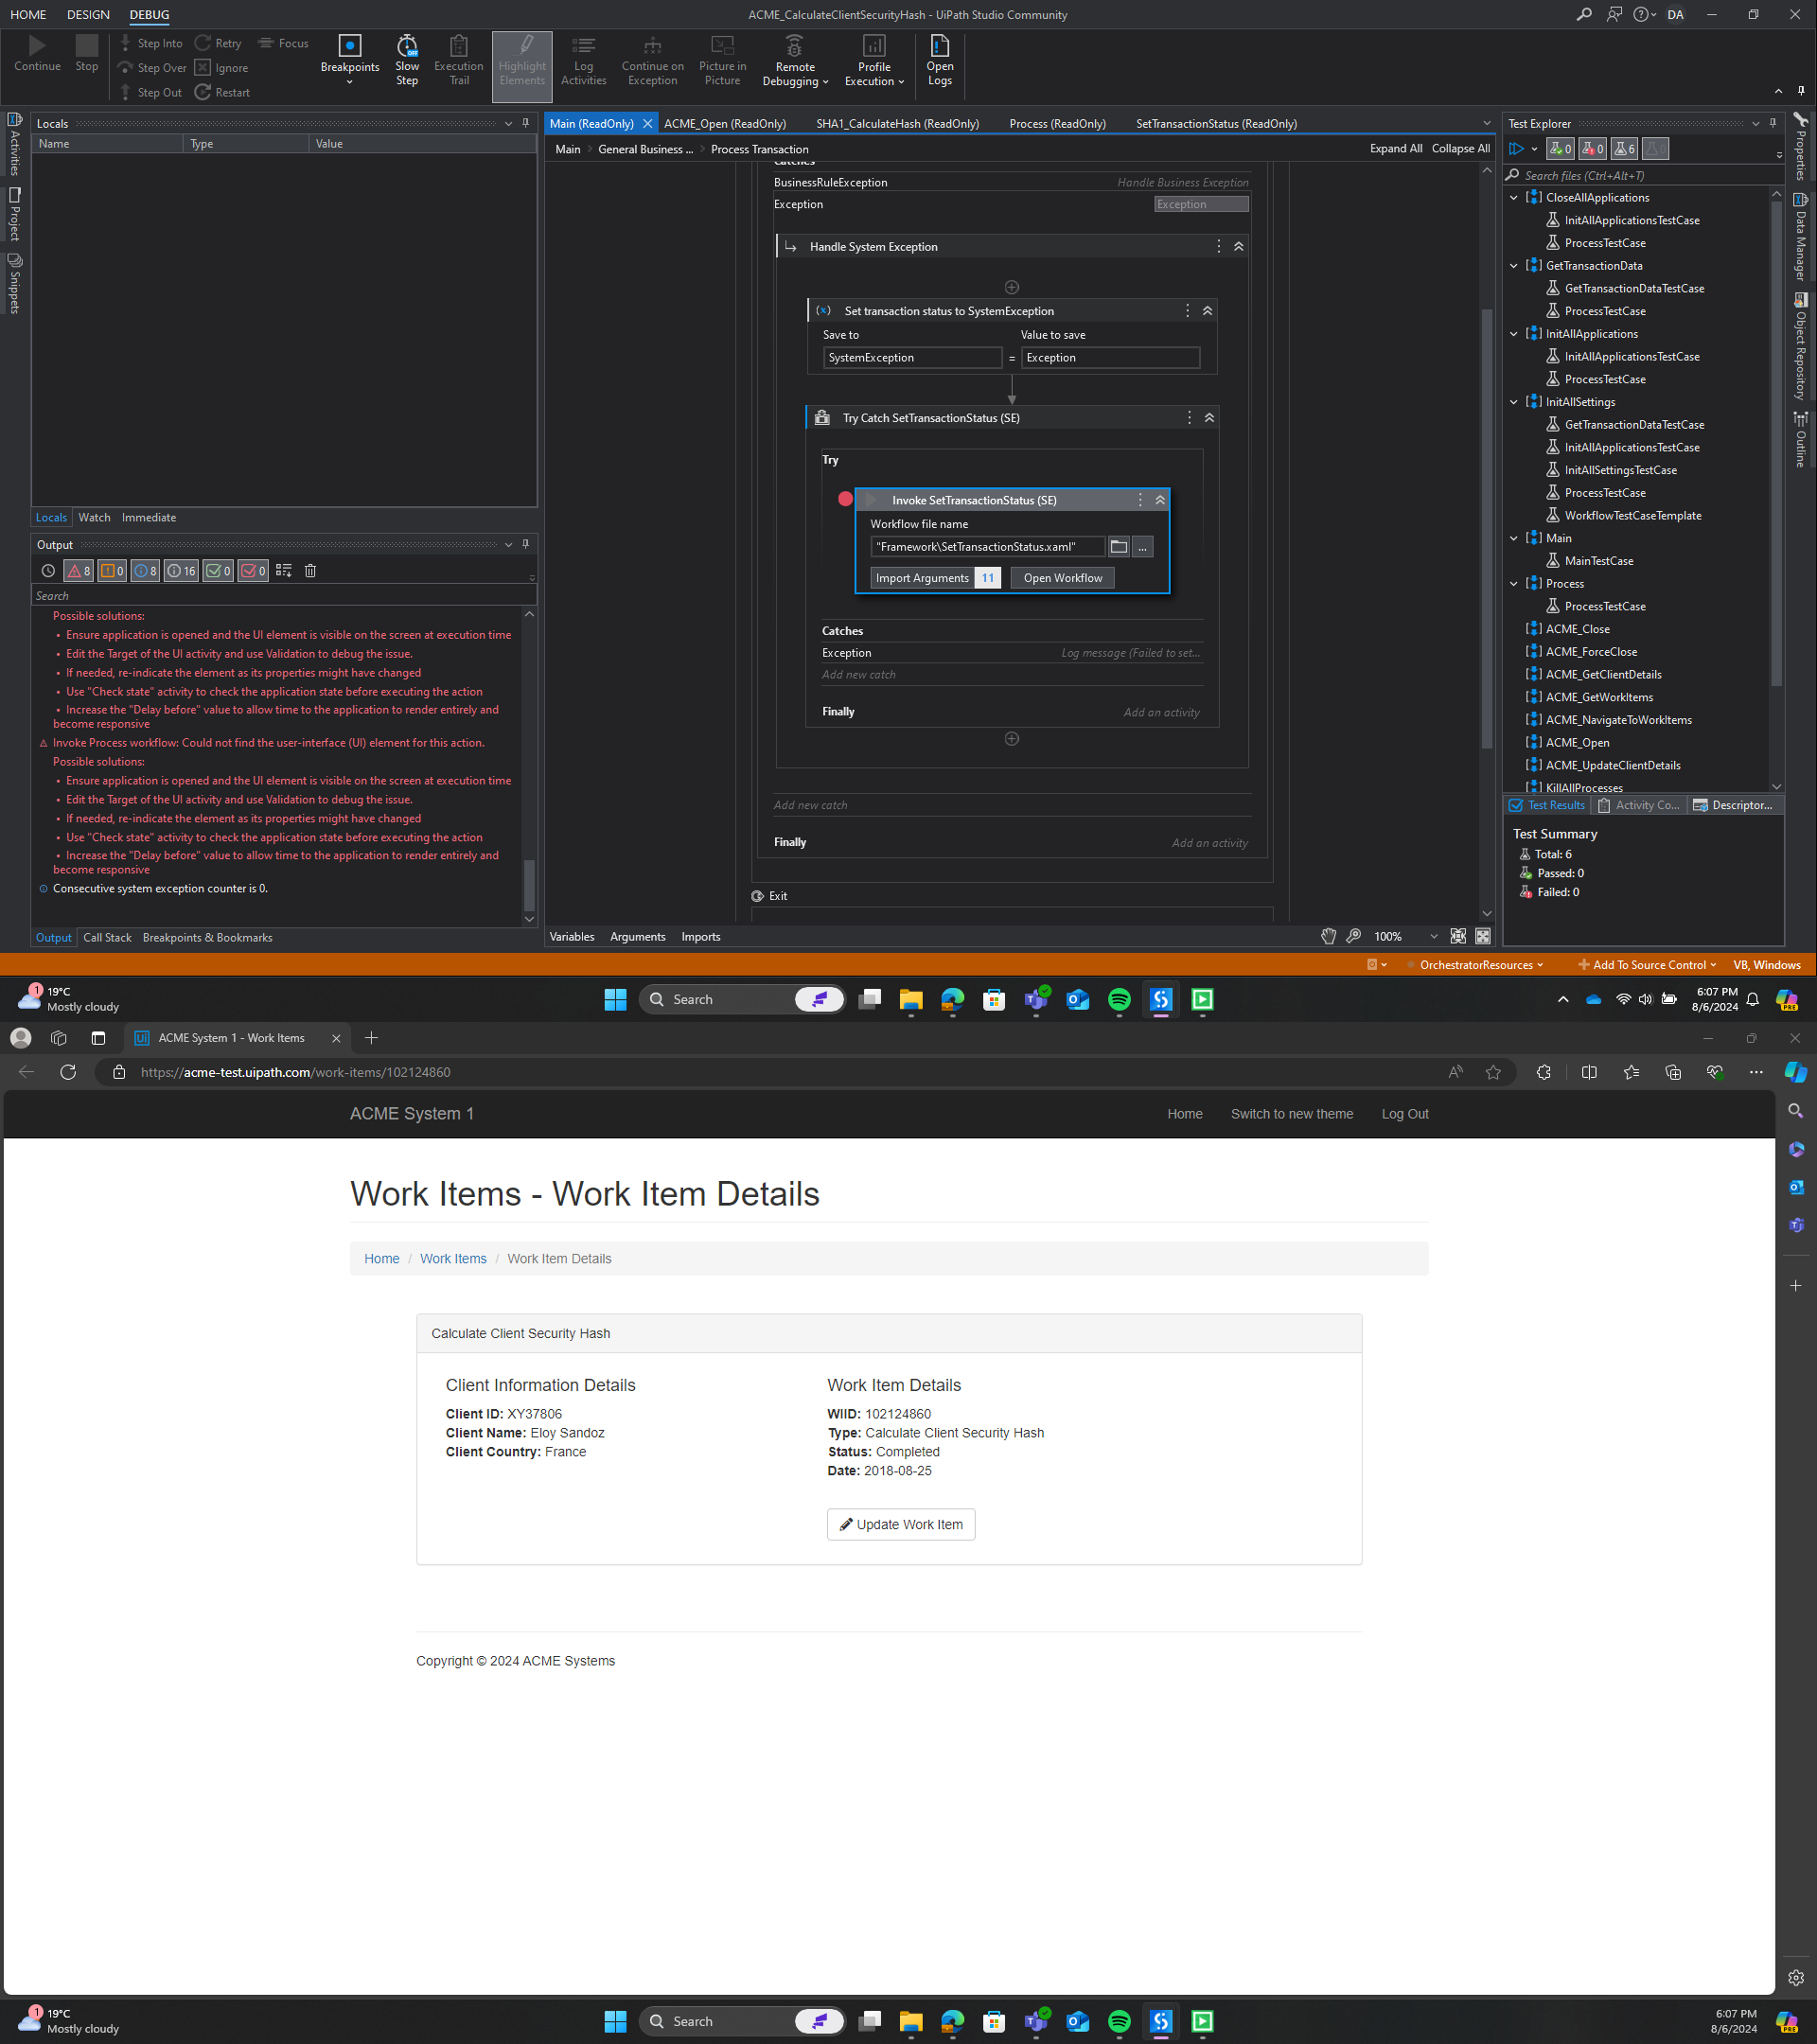 HOME DESIGN DEBUG ACME_CalculateClientSecurityHash - UiPath Studio Community DA
Continue Stop Step Into Retry Focus Breakpoints Slow Step Execution Trail Highlight Elements Log Activities Continue on Exception Picture in Picture Remote Debugging Profile Execution Open Logs
Step Over Ignore
Step Out Restart
Activities
Project
Snippets
Locals
Name Type Value
Locals Watch Immediate
Output
8 0 8 16 0 0
Search
Possible solutions:
• Ensure application is opened and the UI element is visible on the screen at execution time
• Edit the Target of the UI activity and use Validation to debug the issue.
• If needed, re-indicate the element as its properties might have changed
• Use "Check state" activity to check the application state before executing the action
• Increase the "Delay before" value to allow time to the application to render entirely and
become responsive
Invoke Process workflow: Could not find the user-interface (UI) element for this action.
Possible solutions:
• Ensure application is opened and the UI element is visible on the screen at execution time
• Edit the Target of the UI activity and use Validation to debug the issue.
• If needed, re-indicate the element as its properties might have changed
• Use "Check state" activity to check the application state before executing the action
• Increase the "Delay before" value to allow time to the application to render entirely and
become responsive
Consecutive system exception counter is 0.
Output Call Stack Breakpoints & Bookmarks
Main (ReadOnly) ACME_Open (ReadOnly) SHA1_CalculateHash (ReadOnly) Process (ReadOnly) SetTransactionStatus (ReadOnly)
Main > General Business ... > Process Transaction Expand All Collapse All
Catches
BusinessRuleException Handle Business Exception
Exception Exception
Handle System Exception
(x) Set transaction status to SystemException
Save to Value to save
SystemException = Exception
Try Catch SetTransactionStatus (SE)
Try
Invoke SetTransactionStatus (SE)
Workflow file name
"Framework\SetTransactionStatus.xaml" ...
Import Arguments 11 Open Workflow
Catches
Exception Log message (Failed to set...
Add new catch
Finally Add an activity
Add new catch
Finally Add an activity
Exit
Variables Arguments Imports 100%
Test Explorer
0 0 6 0
Search files (Ctrl+Alt+T)
CloseAllApplications
InitAllApplicationsTestCase
ProcessTestCase
GetTransactionData
GetTransactionDataTestCase
ProcessTestCase
InitAllApplications
InitAllApplicationsTestCase
ProcessTestCase
InitAllSettings
GetTransactionDataTestCase
InitAllApplicationsTestCase
InitAllSettingsTestCase
ProcessTestCase
WorkflowTestCaseTemplate
Main
MainTestCase
Process
ProcessTestCase
ACME_Close
ACME_ForceClose
ACME_GetClientDetails
ACME_GetWorkItems
ACME_NavigateToWorkItems
ACME_Open
ACME_UpdateClientDetails
KillAllProcesses
Test Results Activity Co... Descriptor...
Test Summary
Total: 6
Passed: 0
Failed: 0
Properties
Data Manager
Object Repository
Outline
OrchestratorResources Add To Source Control VB, Windows
1 19°C
Mostly cloudy
Search
6:07 PM
8/6/2024
PRE
ACME System 1 - Work Items
https://acme-test.uipath.com/work-items/102124860
ACME System 1 Home Switch to new theme Log Out
Work Items - Work Item Details
Home / Work Items / Work Item Details
Calculate Client Security Hash
Client Information Details
Client ID: XY37806
Client Name: Eloy Sandoz
Client Country: France
Work Item Details
WIID: 102124860
Type: Calculate Client Security Hash
Status: Completed
Date: 2018-08-25
Update Work Item
Copyright © 2024 ACME Systems
1 19°C
Mostly cloudy
Search
6:07 PM
8/6/2024
PRE